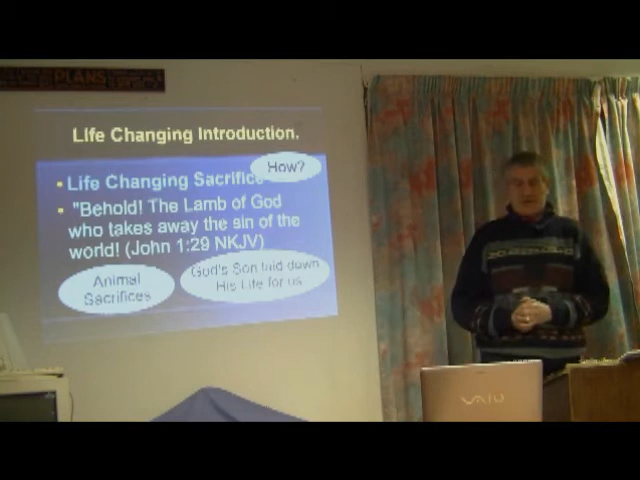 PLANS
LIfe Changing Introduction.
How?
• Life Changing Sacrifice
• "Behold! The Lamb of God
who takes away the sin of the
world! (John 1:29 NKJV)
Animal
Sacrifices
God's Son laid down
His Life for us
VAIO